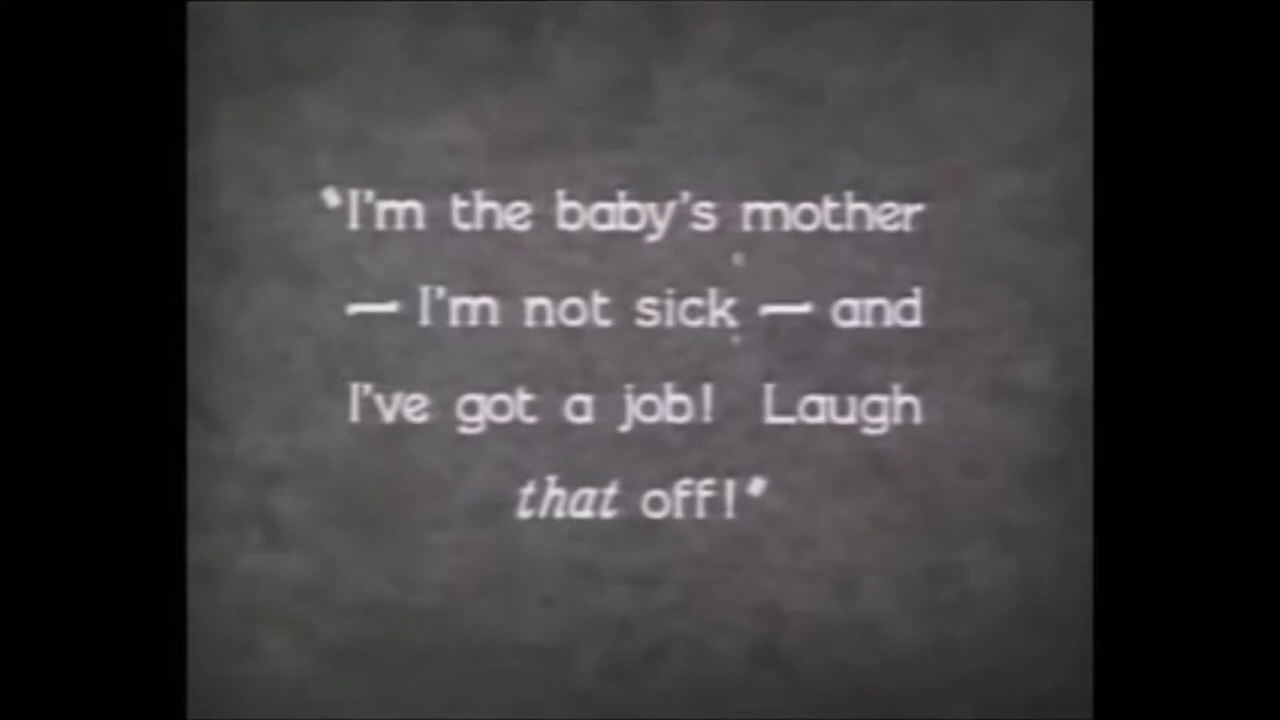 "I'm the baby's mother
— I'm not sick — and
I've got a job! Laugh
that off!"